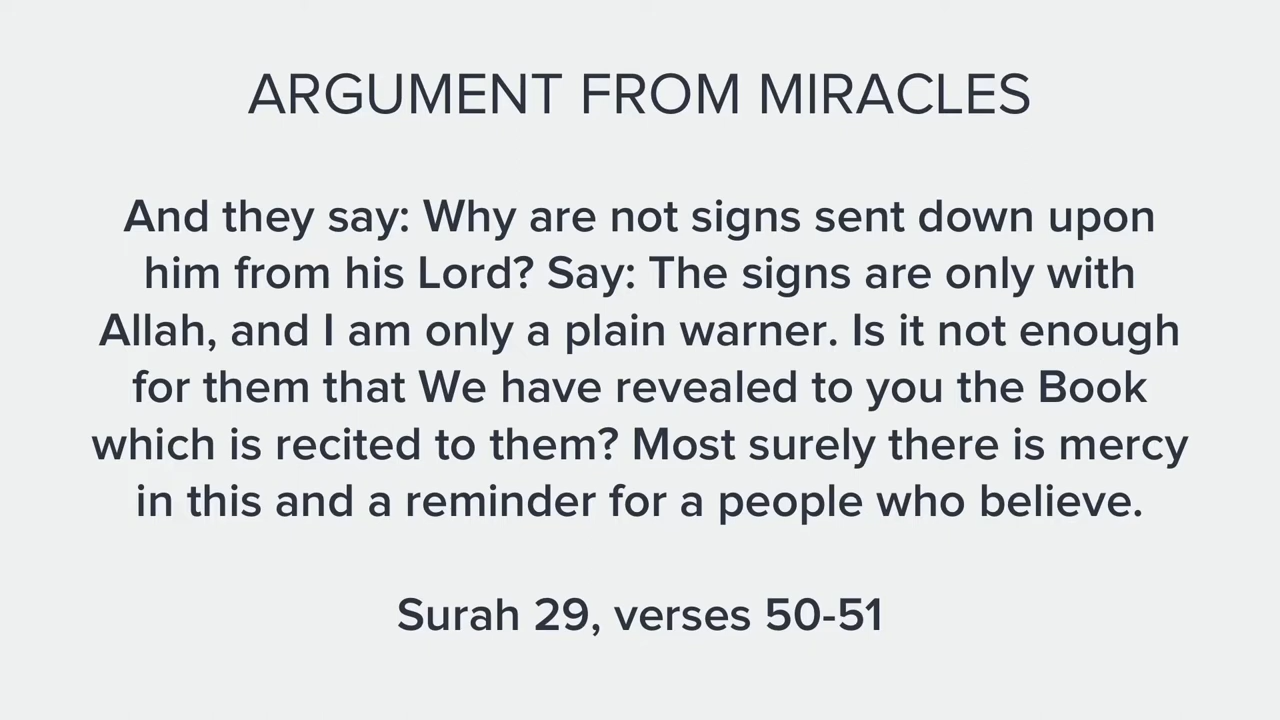 ARGUMENT FROM MIRACLES
And they say: Why are not signs sent down upon
him from his Lord? Say: The signs are only with
Allah, and I am only a plain warner. Is it not enough
for them that We have revealed to you the Book
which is recited to them? Most surely there is mercy
in this and a reminder for a people who believe.
Surah 29, verses 50-51